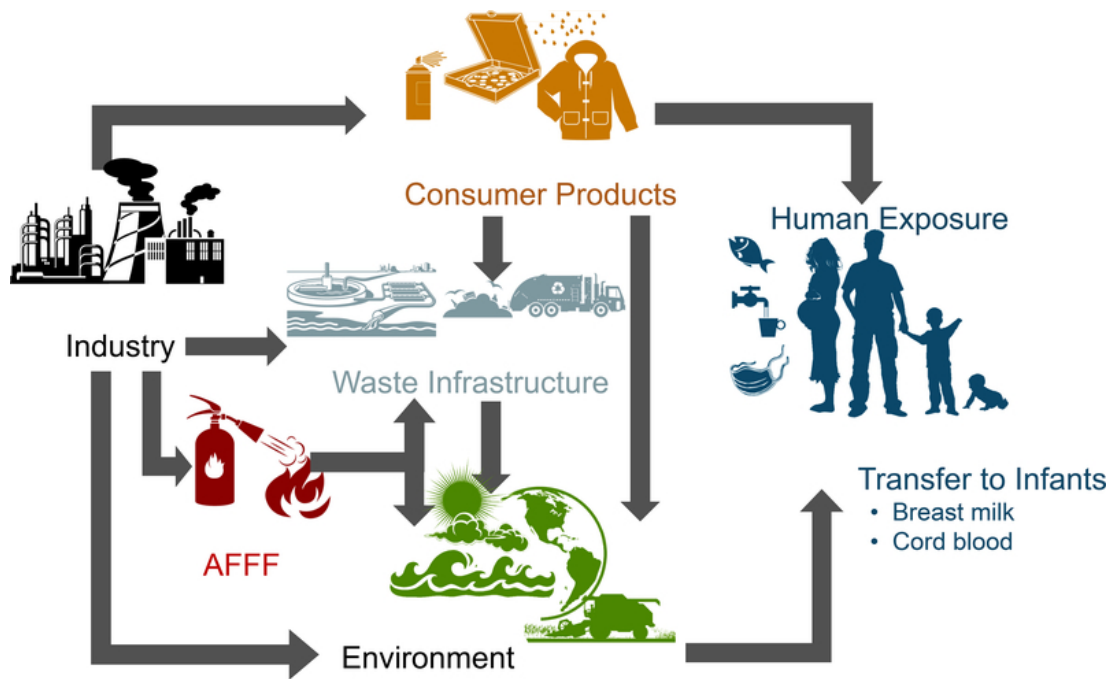 Consumer Products
Human Exposure
Industry
Waste Infrastructure
AFFF
Transfer to Infants
• Breast milk
• Cord blood
Environment